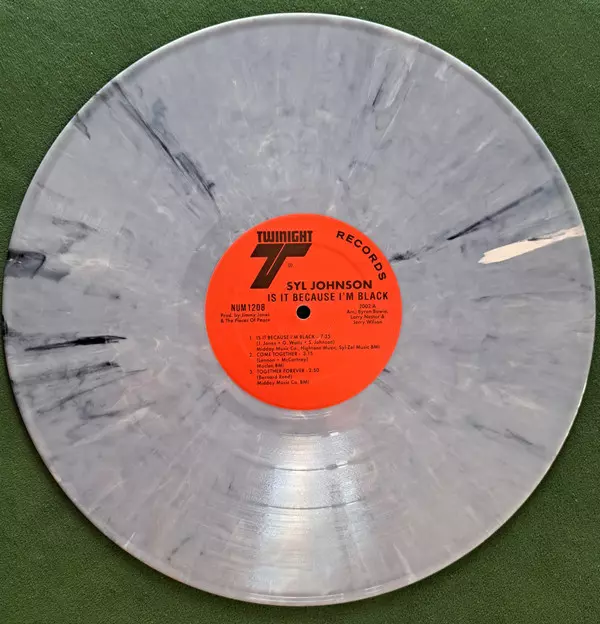 TWINIGHT
RECORDS
T
SYL JOHNSON
IS IT BECAUSE I'M BLACK
NUM1208
Prod. by Jimmy Jones
& The Pieces Of Peace
2002-A
Arr. Byron Bowie,
Larry Nestor &
Jerry Wilson
1. IS IT BECAUSE I'M BLACK - 7:35
(J. Jones - G. Watts - S. Johnson)
Midday Music Co., Highnote Music, Syl-Zel Music BMI
2. COME TOGETHER - 3.15
(Lennon - McCartney)
Maclen BMI
3. TOGETHER FOREVER - 3.00
(Bernard Reed)
Midday Music Co. BMI